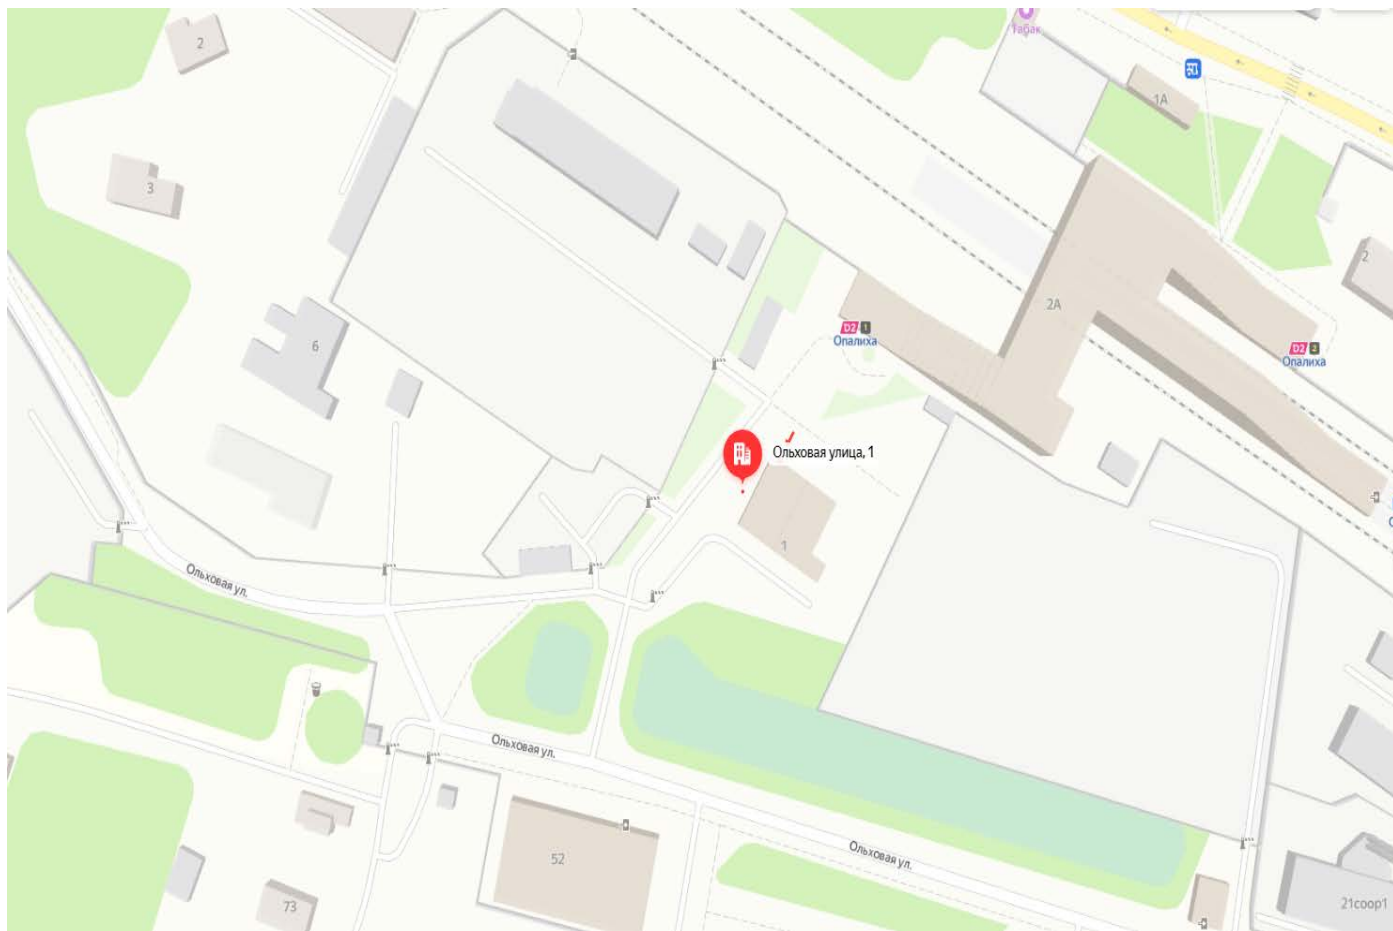 2
Табак
1А
3
2
2А
D2 1
Опалиха
D2 2
Опалиха
6
Ольховая улица, 1
1
Ольховая ул.
Ольховая ул.
Ольховая ул.
52
73
21соор1